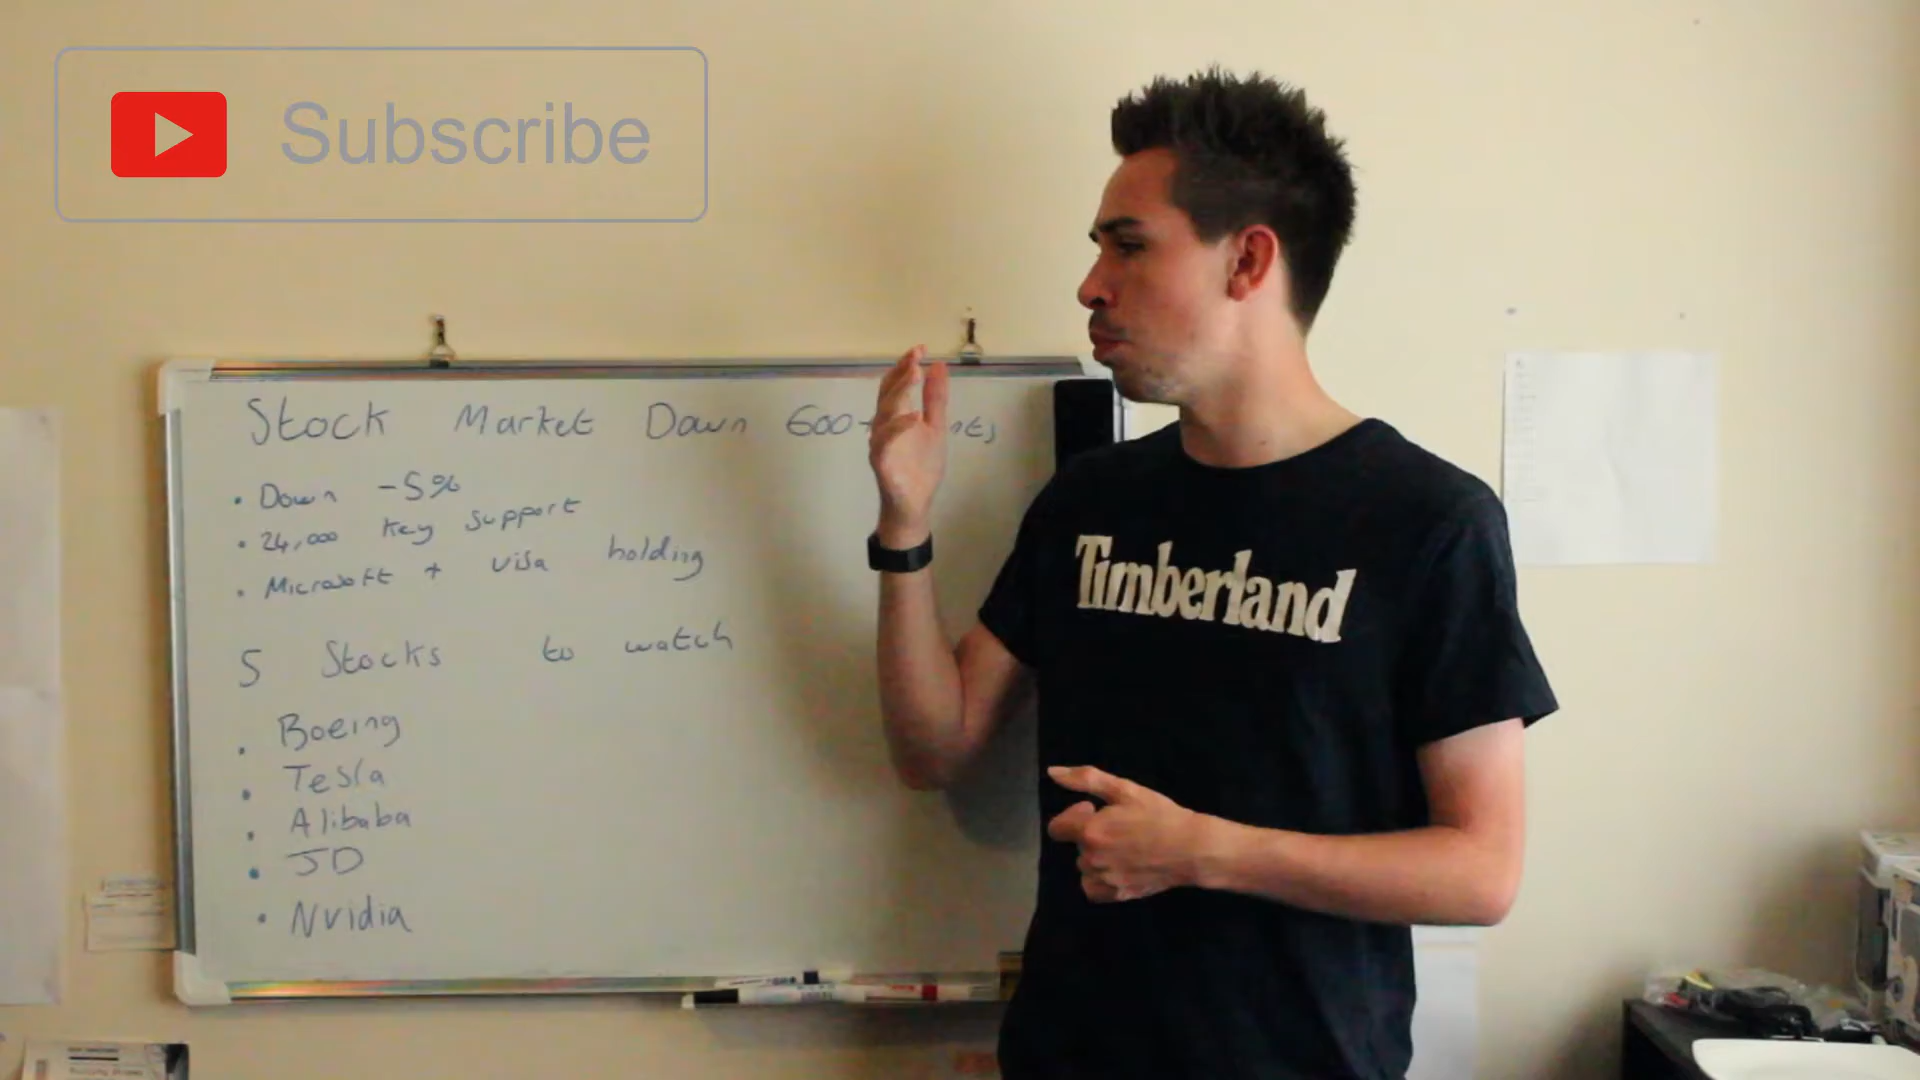 Subscribe
Stock Market Down 600+
• Down -5%
• 24,000 key support
• Microsoft + visa holding
5 Stocks to watch
• Boeing
• Tesla
• Alibaba
• JD
• Nvidia
Timberland